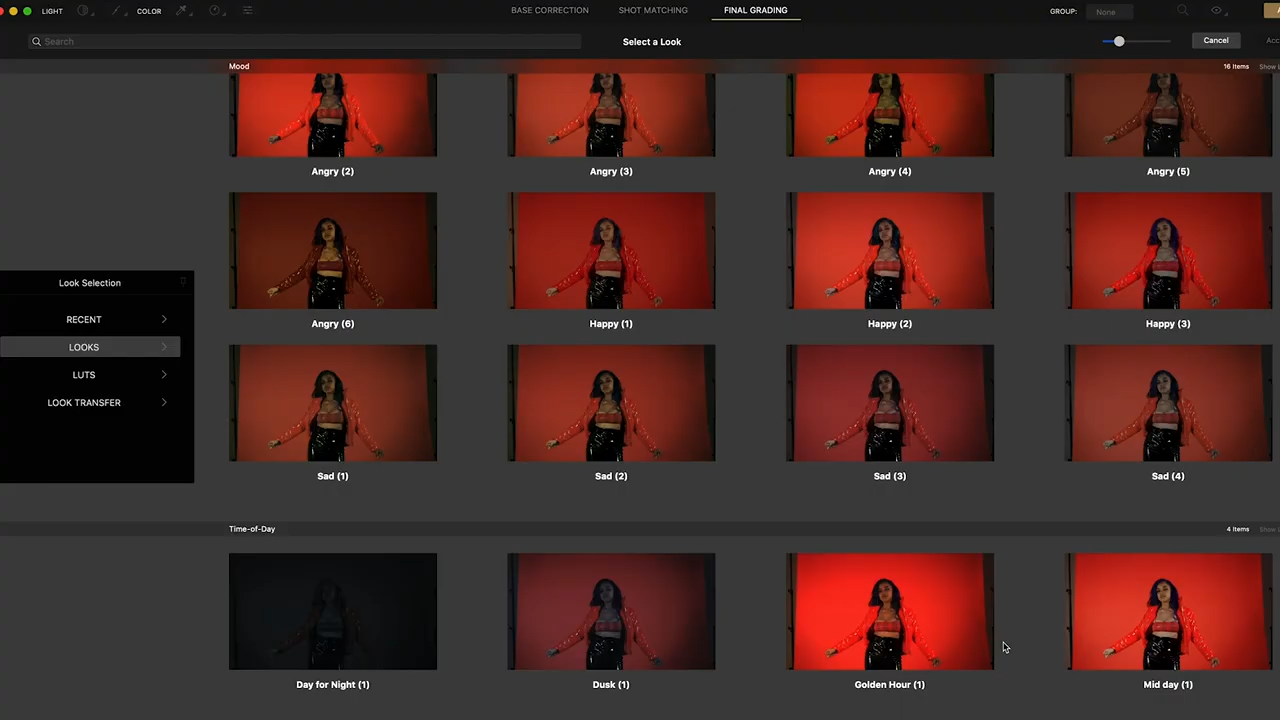 LIGHT COLOR BASE CORRECTION SHOT MATCHING FINAL GRADING GROUP: None
Search Select a Look Cancel
Mood 16 Items Show
Angry (2) Angry (3) Angry (4) Angry (5)
Angry (6) Happy (1) Happy (2) Happy (3)
Look Selection
RECENT
LOOKS
LUTS
LOOK TRANSFER
Sad (1) Sad (2) Sad (3) Sad (4)
Time-of-Day 4 Items Show
Day for Night (1) Dusk (1) Golden Hour (1) Mid day (1)